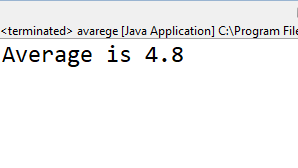 <terminated> avarege [Java Application] C:\Program File
Average is 4.8